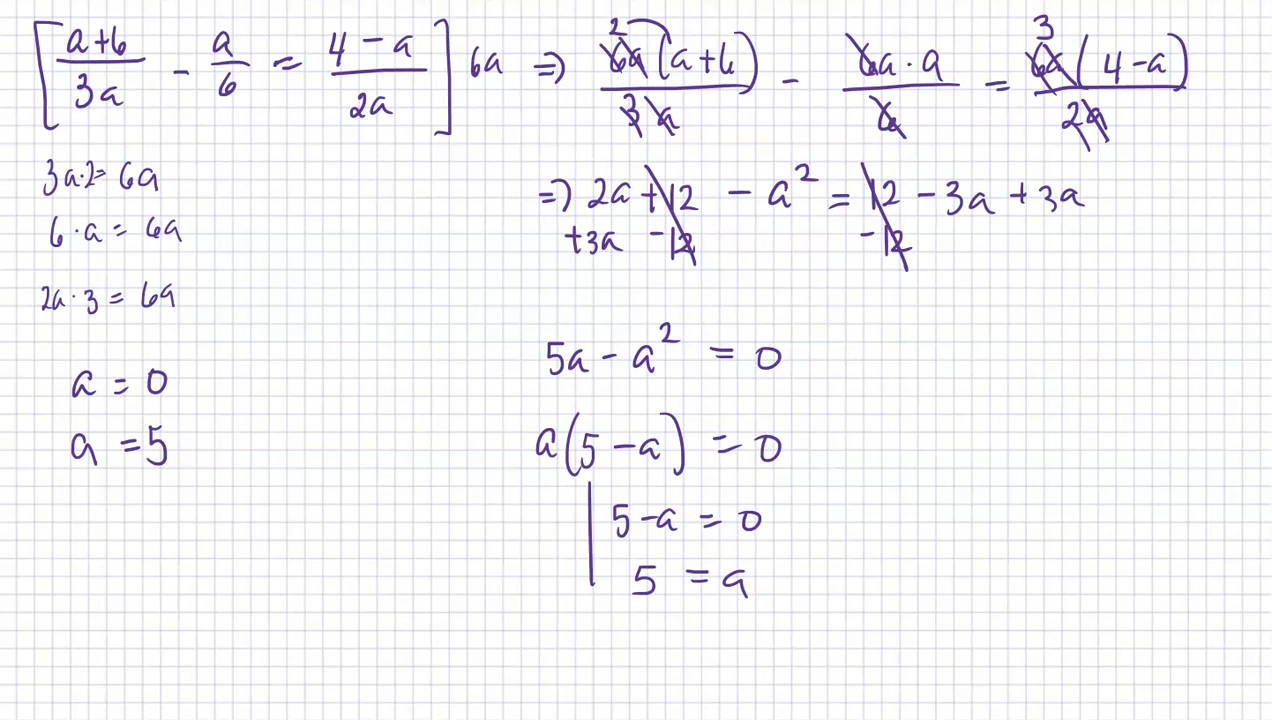 [(a+6)/3a - a/6 = (4-a)/2a] 6a ⇒ 2 6a(a+6)/3a - 6a·a/6 = 3 6a(4-a)/2a
3a·2=6a
6·a = 6a
2a·3 = 6a
a = 0
a = 5
⇒ 2a +12 - a² = 12 - 3a + 3a
+3a -12 -12
5a - a² = 0
a(5-a) = 0
5-a = 0
5 = a